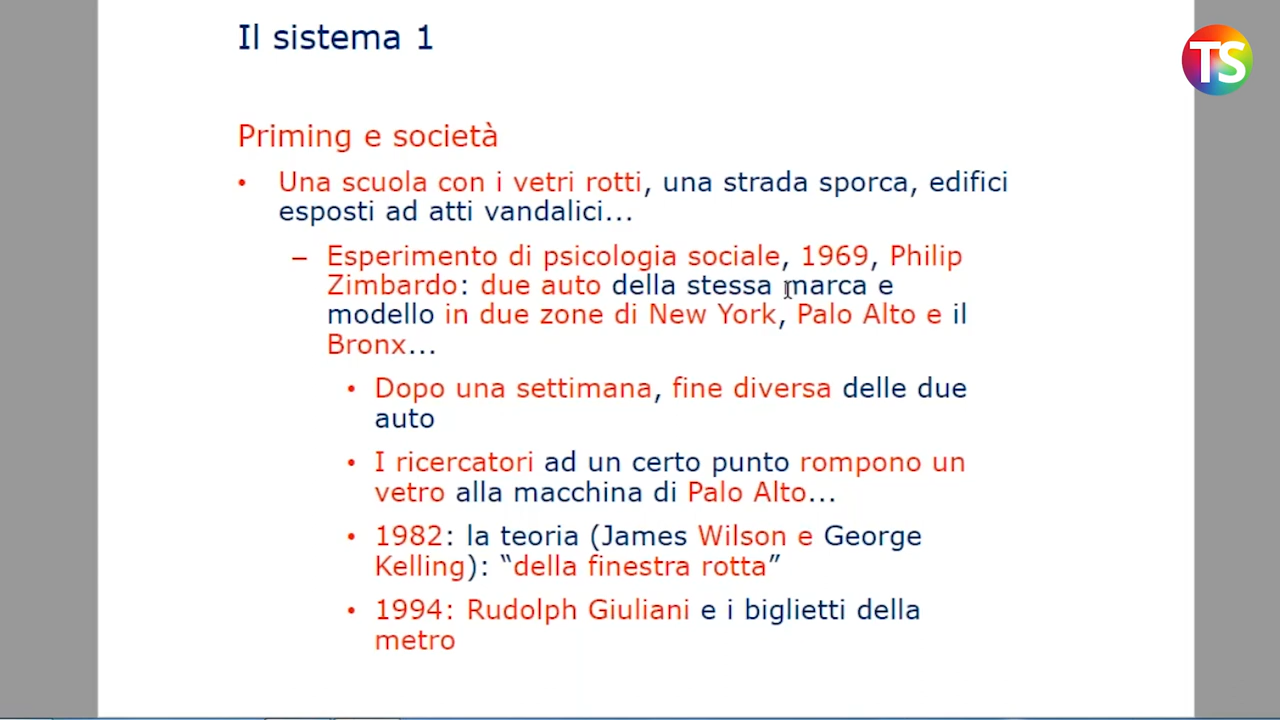 Il sistema 1
TS
Priming e società
• Una scuola con i vetri rotti, una strada sporca, edifici
esposti ad atti vandalici...
– Esperimento di psicologia sociale, 1969, Philip
Zimbardo: due auto della stessa marca e
modello in due zone di New York, Palo Alto e il
Bronx...
• Dopo una settimana, fine diversa delle due
auto
• I ricercatori ad un certo punto rompono un
vetro alla macchina di Palo Alto...
• 1982: la teoria (James Wilson e George
Kelling): “della finestra rotta”
• 1994: Rudolph Giuliani e i biglietti della
metro